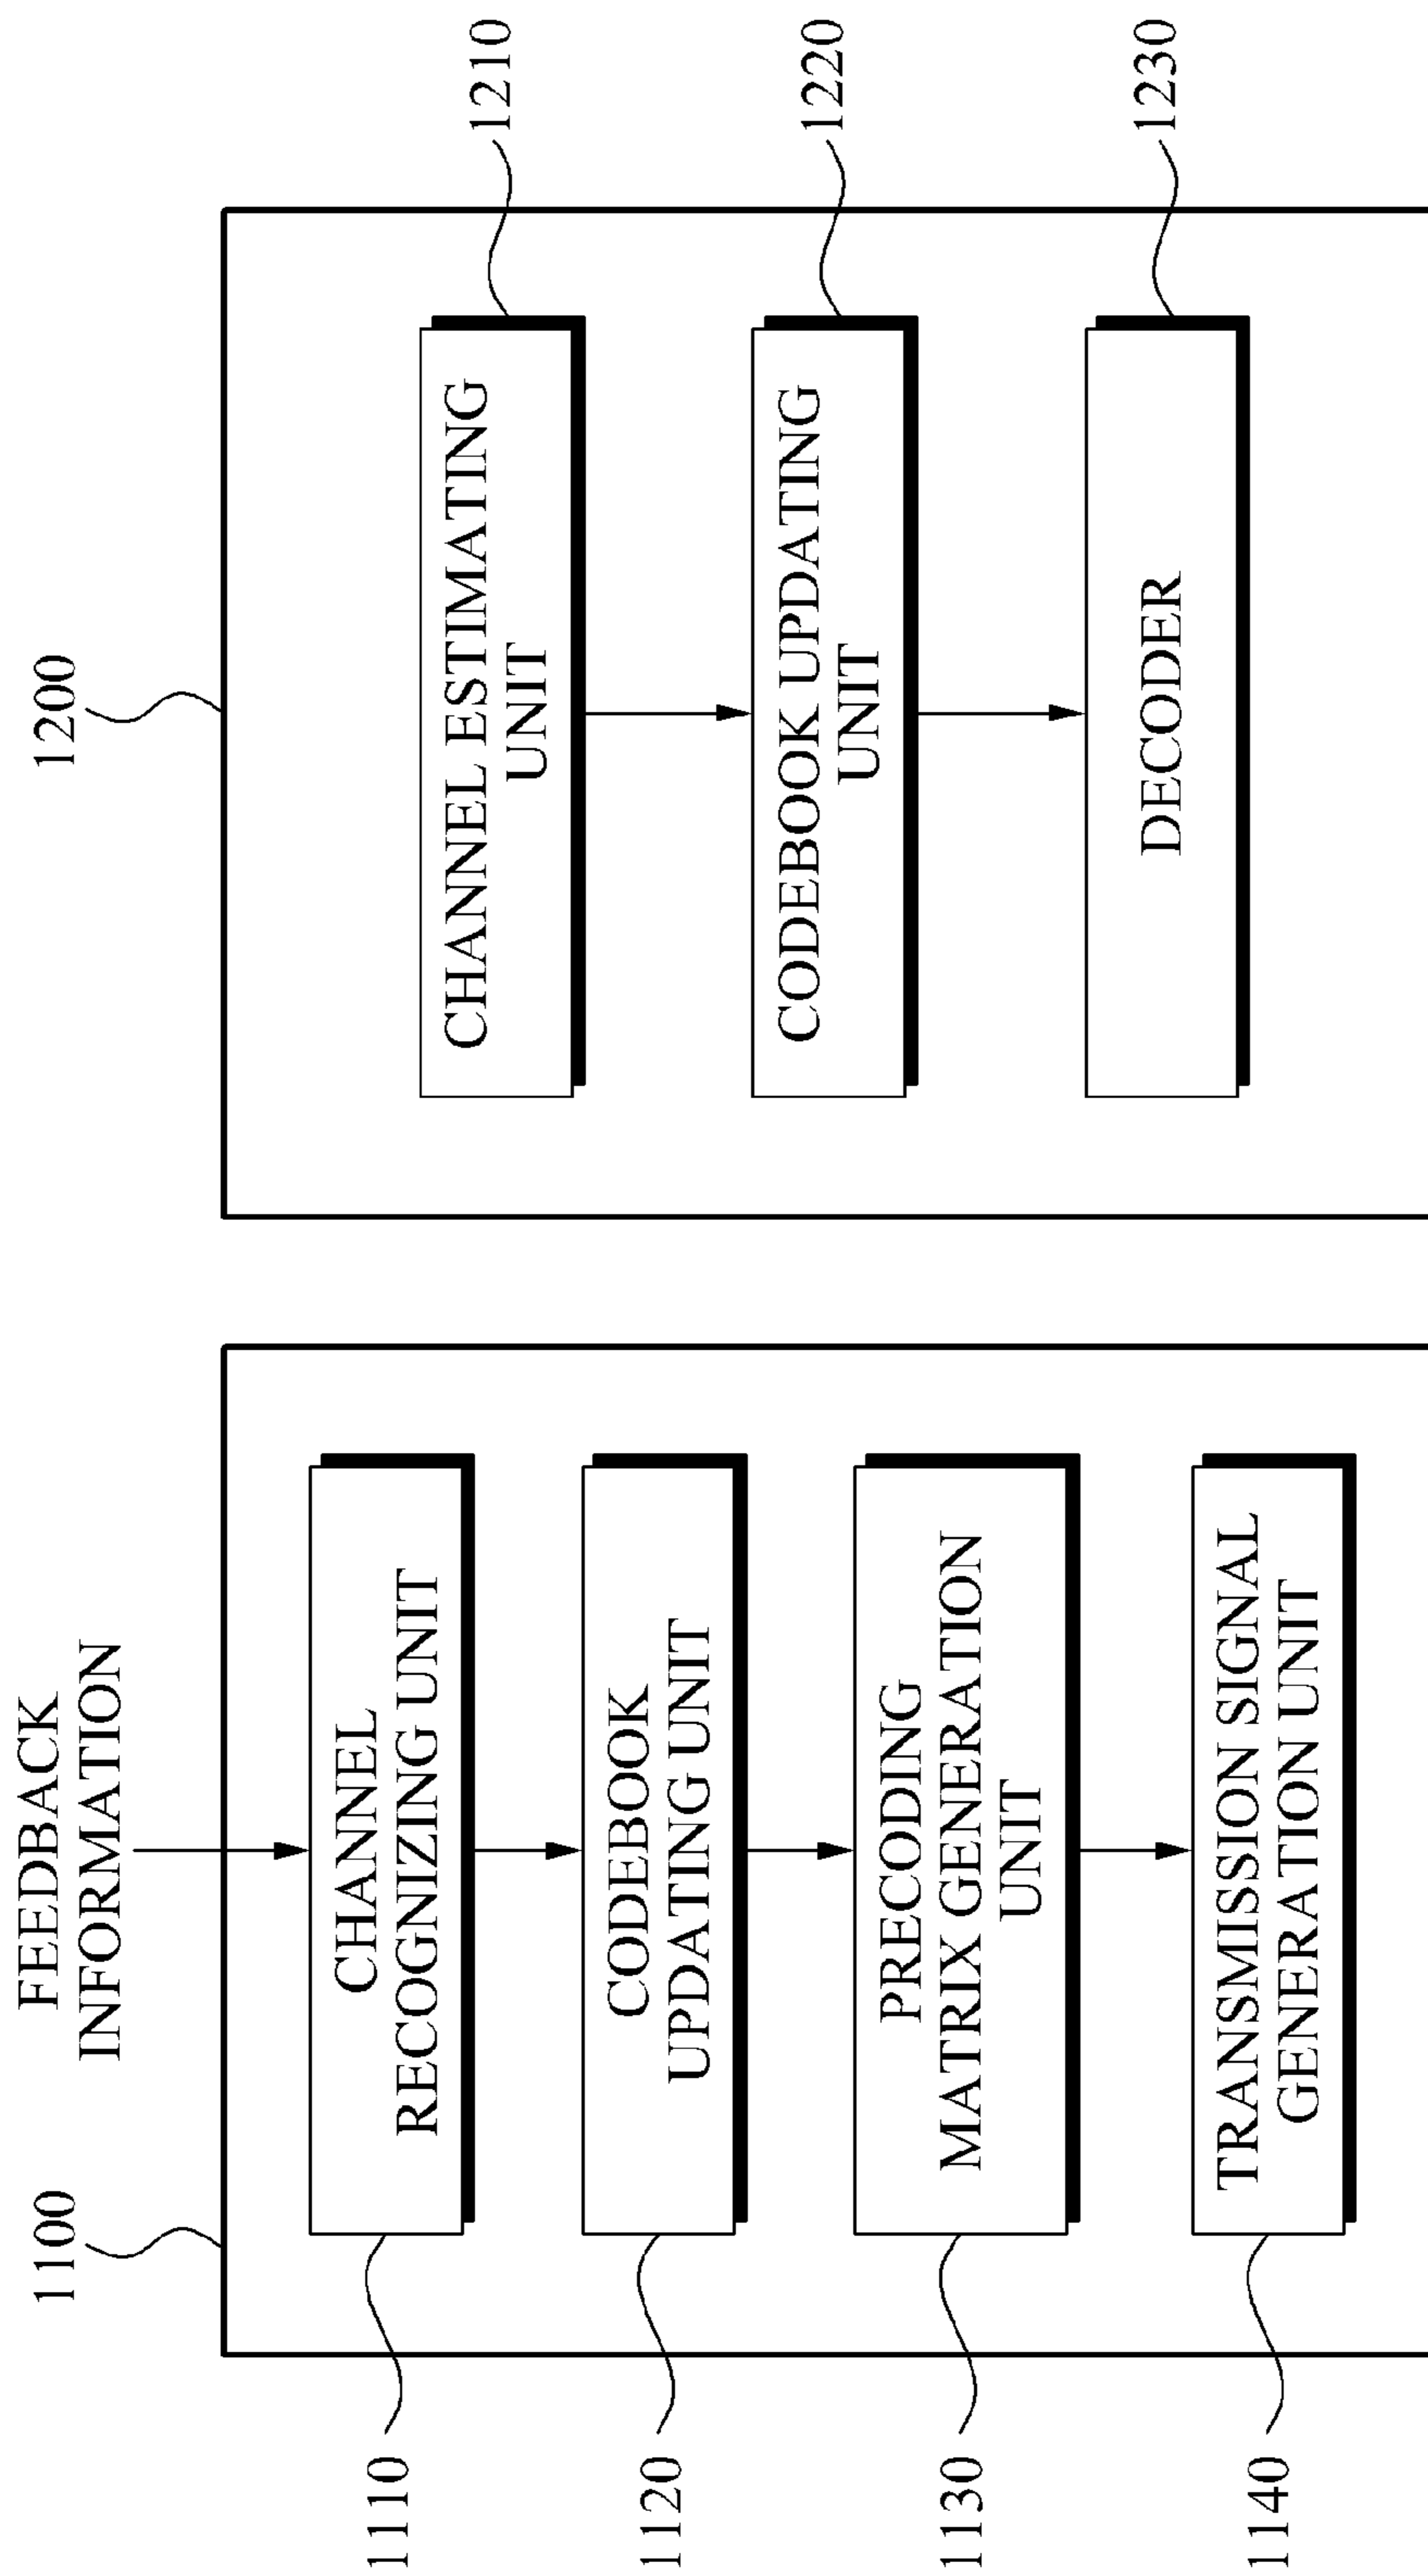 1100
FEEDBACK
INFORMATION
1110
CHANNEL
RECOGNIZING UNIT
1120
CODEBOOK
UPDATING UNIT
1130
PRECODING
MATRIX GENERATION
UNIT
1140
TRANSMISSION SIGNAL
GENERATION UNIT
1200
CHANNEL ESTIMATING
UNIT
1210
CODEBOOK UPDATING
UNIT
1220
DECODER
1230